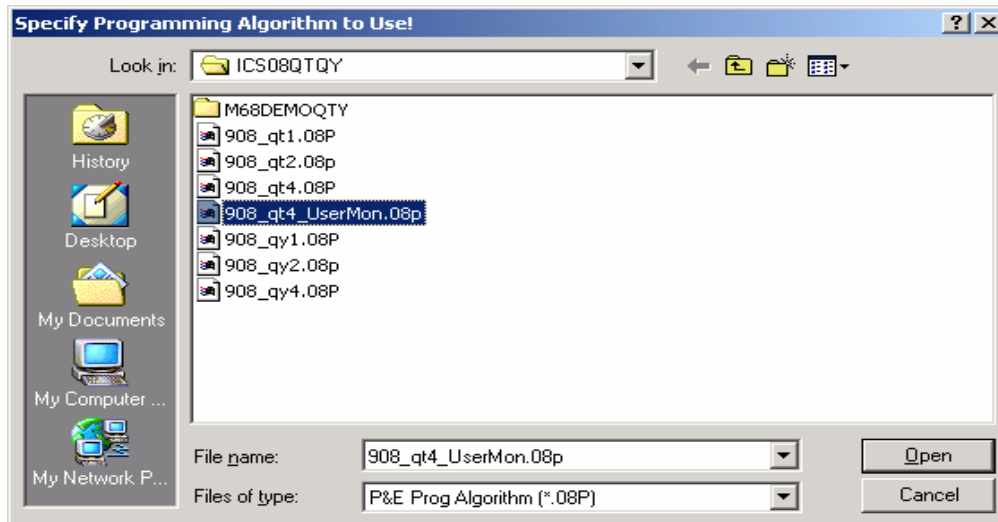 Specify Programming Algorithm to Use!
Look in: ICS08QTQY
History
Desktop
My Documents
My Computer ...
My Network P...
M68DEMOQTY
908_qt1.08P
908_qt2.08p
908_qt4.08P
908_qt4_UserMon.08p
908_qy1.08P
908_qy2.08p
908_qy4.08P
File name: 908_qt4_UserMon.08p Open
Files of type: P&E Prog Algorithm (*.08P) Cancel